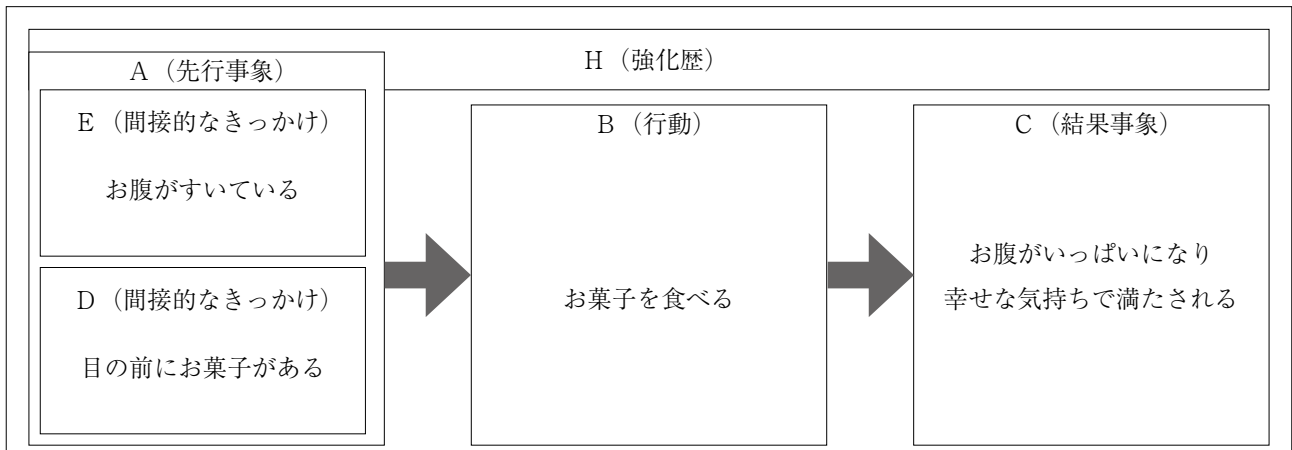 H（強化歴）
A（先行事象）
E（間接的なきっかけ）
お腹がすいている
D（間接的なきっかけ）
目の前にお菓子がある
B（行動）
お菓子を食べる
C（結果事象）
お腹がいっぱいになり
幸せな気持ちで満たされる